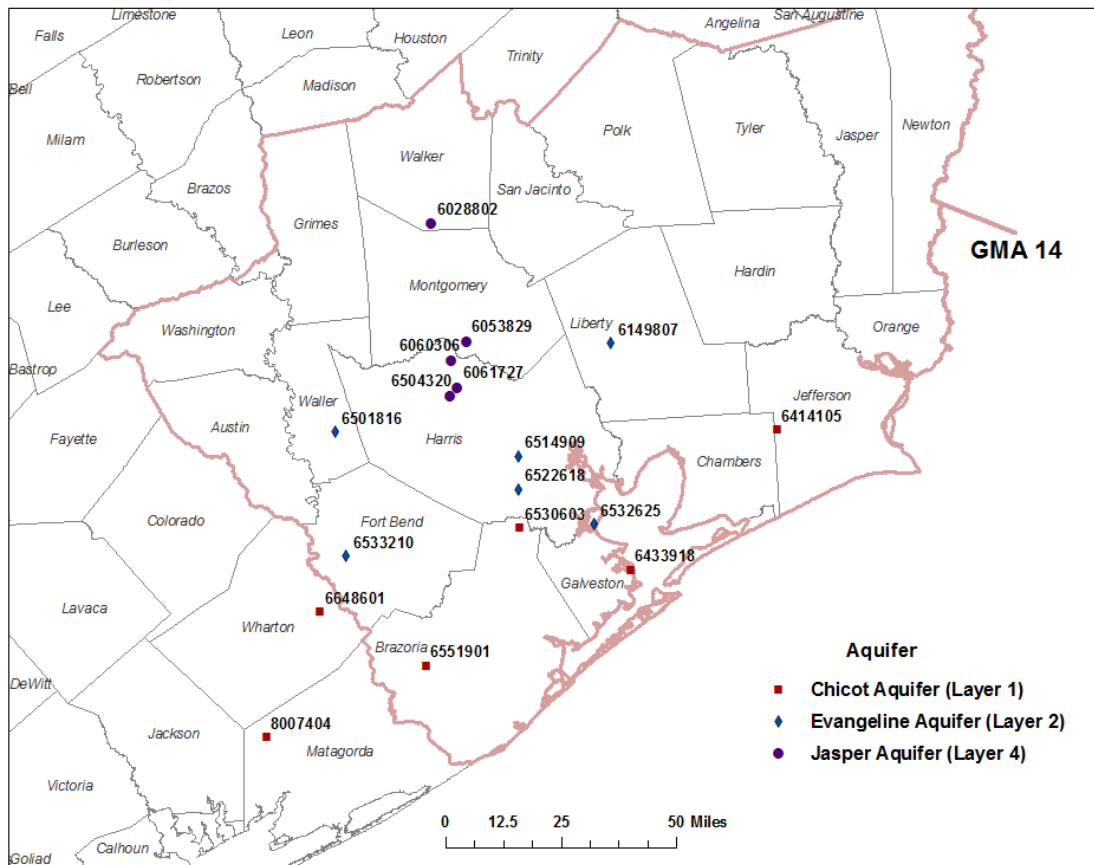 Limestone
Leon
Houston
Angelina
San Augustine
Falls
Trinity
Robertson
Madison
Bell
Milam
Polk
Tyler
Jasper
Newton
Walker
San Jacinto
Brazos
Grimes
6028802
Burleson
GMA 14
Hardin
Montgomery
Lee
Washington
6053829
Liberty
6149807
Orange
6060306
Bastrop
6504320
6061727
Jefferson
Waller
6501816
6414105
Austin
Fayette
Harris
6514909
Chambers
6522618
6530603
6532625
Colorado
Fort Bend
6533210
6433918
Galveston
6648601
Lavaca
Wharton
Brazoria
6551901
Aquifer
DeWitt
Chicot Aquifer (Layer 1)
8007404
Evangeline Aquifer (Layer 2)
Jackson
Matagorda
Jasper Aquifer (Layer 4)
Victoria
0 12.5 25 50 Miles
Calhoun
Goliad